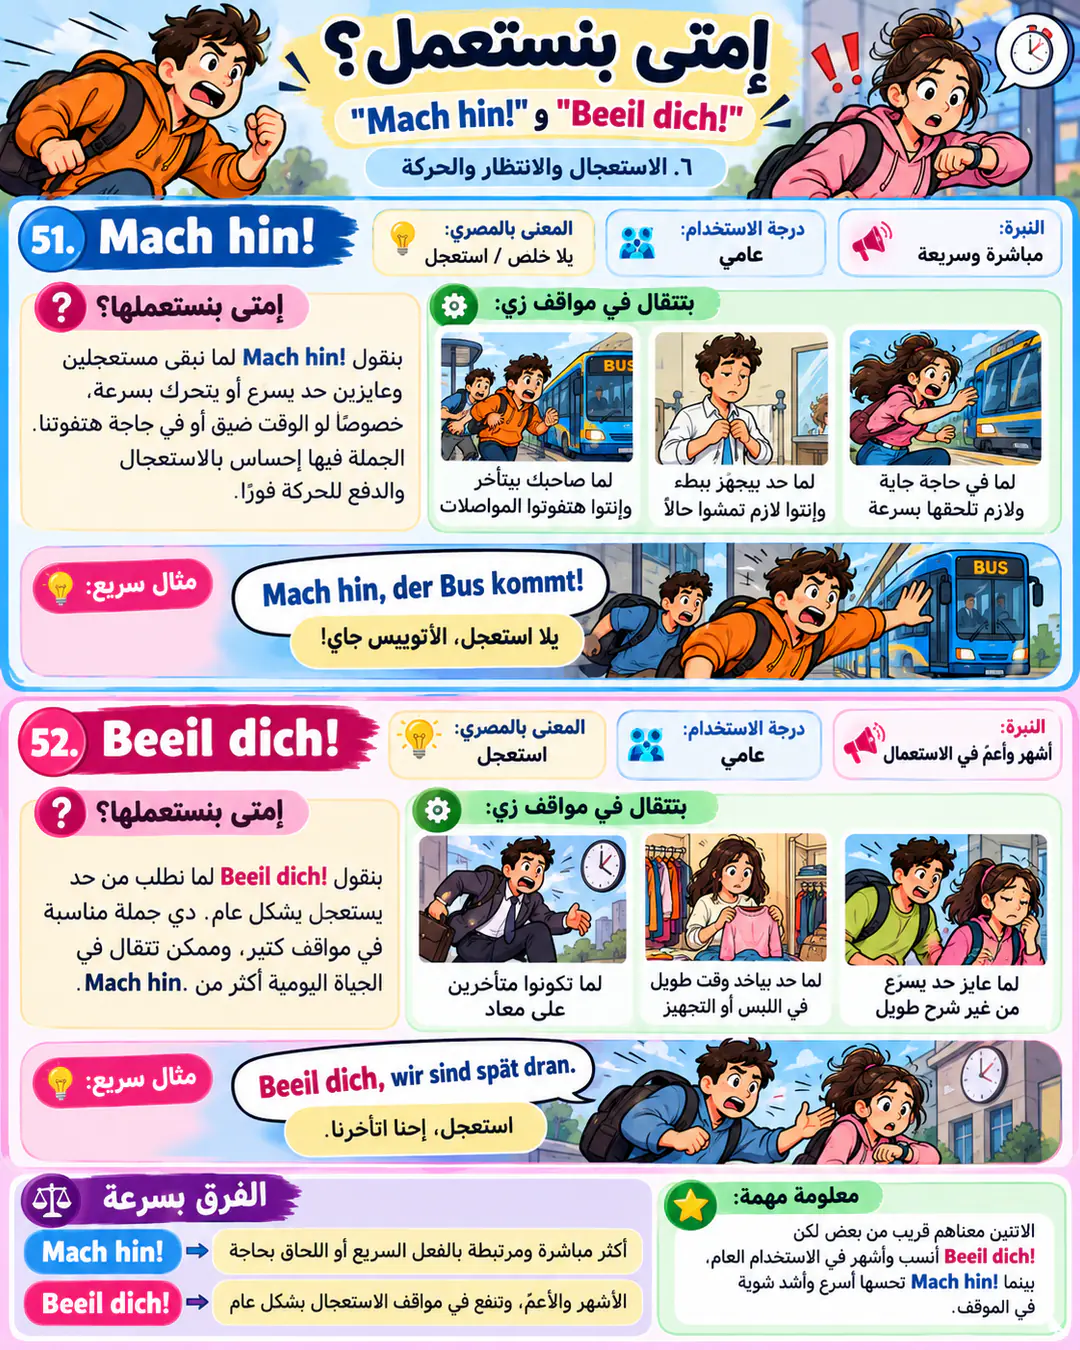 إمتى بنستعمل؟
"Mach hin!" و "Beeil dich!"
٦. الاستعجال والانتظار والحركة
51. Mach hin!
المعنى بالمصري:
يلا خلص / استعجل
درجة الاستخدام:
عامي
النبرة:
مباشرة وسريعة
إمتى بنستعملها؟
بنقول Mach hin! لما نبقى مستعجلين
وعايزين حد يسرع أو يتحرك بسرعة،
خصوصًا لو الوقت ضيق أو في حاجة هتفوتنا.
الجملة فيها إحساس بالاستعجال
والدفع للحركة فورًا.
بتتقال في مواقف زي:
BUS
لما في حاجة جاية
ولازم تلحقها بسرعة
لما حد بيجهّز ببطء
وإنتوا لازم تمشوا حالاً
لما صاحبك بيتأخر
وإنتوا هتفوتوا المواصلات
مثال سريع:
Mach hin, der Bus kommt!
يلا استعجل، الأتوبيس جاي!
BUS
52. Beeil dich!
المعنى بالمصري:
استعجل
درجة الاستخدام:
عامي
النبرة:
أشهر وأعمّ في الاستعمال
إمتى بنستعملها؟
بنقول Beeil dich! لما نطلب من حد
يستعجل بشكل عام. دي جملة مناسبة
في مواقف كتير، وممكن تتقال في
الحياة اليومية أكثر من Mach hin.
بتتقال في مواقف زي:
لما عايز حد يسرّع
من غير شرح طويل
لما حد بياخد وقت طويل
في اللبس أو التجهيز
لما تكونوا متأخرين
على معاد
مثال سريع:
Beeil dich, wir sind spät dran.
استعجل، إحنا اتأخرنا.
الفرق بسرعة
Mach hin!
أكثر مباشرة ومرتبطة بالفعل السريع أو اللحاق بحاجة
Beeil dich!
الأشهر والأعمّ، وتنفع في مواقف الاستعجال بشكل عام
معلومة مهمة:
الاتنين معناهم قريب من بعض لكن
Beeil dich! أنسب وأشهر في الاستخدام العام،
بينما Mach hin! تحسها أسرع وأشد شوية
في الموقف.